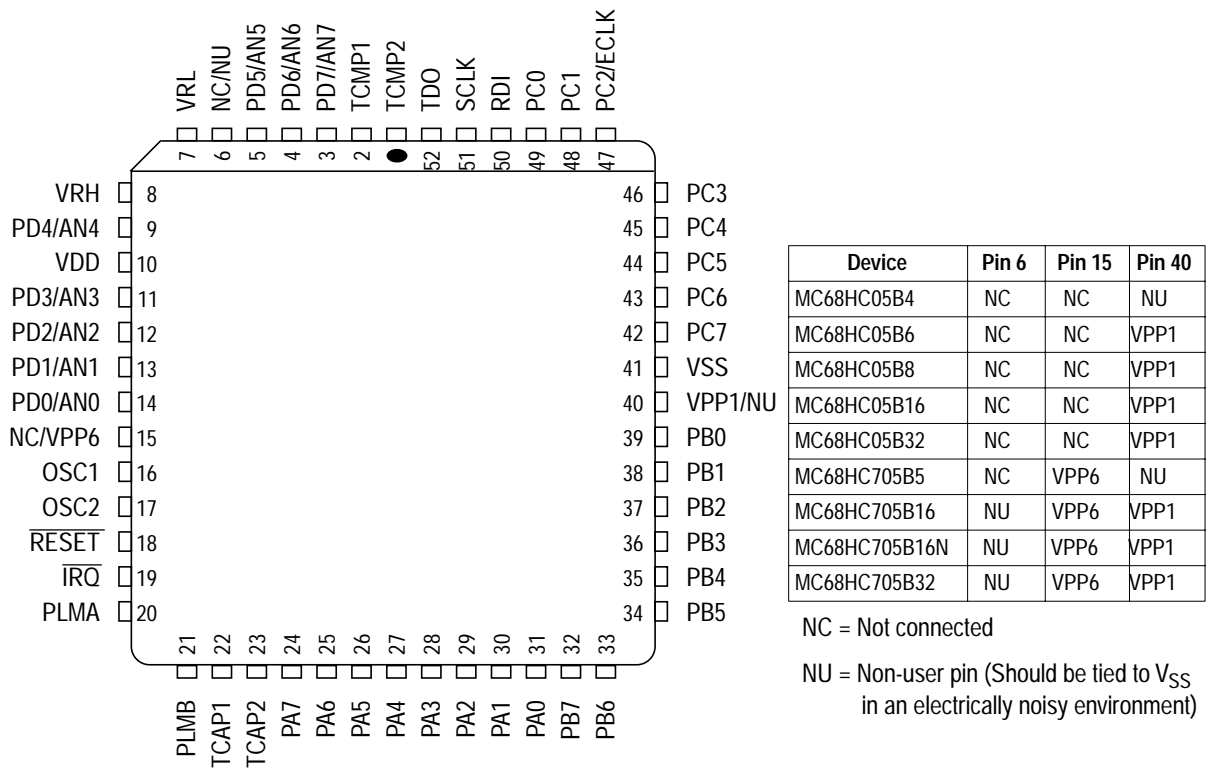 VRL
NC/NU
PD5/AN5
PD6/AN6
PD7/AN7
TCMP1
TCMP2
TDO
SCLK
RDI
PC0
PC1
PC2/ECLK
7
6
5
4
3
2
52
51
50
49
48
47
VRH 8
PD4/AN4 9
VDD 10
PD3/AN3 11
PD2/AN2 12
PD1/AN1 13
PD0/AN0 14
NC/VPP6 15
OSC1 16
OSC2 17
RESET 18
IRQ 19
PLMA 20
46 PC3
45 PC4
44 PC5
43 PC6
42 PC7
41 VSS
40 VPP1/NU
39 PB0
38 PB1
37 PB2
36 PB3
35 PB4
34 PB5
21
22
23
24
25
26
27
28
29
30
31
32
33
PLMB
TCAP1
TCAP2
PA7
PA6
PA5
PA4
PA3
PA2
PA1
PA0
PB7
PB6
Device Pin 6 Pin 15 Pin 40
MC68HC05B4 NC NC NU
MC68HC05B6 NC NC VPP1
MC68HC05B8 NC NC VPP1
MC68HC05B16 NC NC VPP1
MC68HC05B32 NC NC VPP1
MC68HC705B5 NC VPP6 NU
MC68HC705B16 NU VPP6 VPP1
MC68HC705B16N NU VPP6 VPP1
MC68HC705B32 NU VPP6 VPP1
NC = Not connected
NU = Non-user pin (Should be tied to VSS
in an electrically noisy environment)